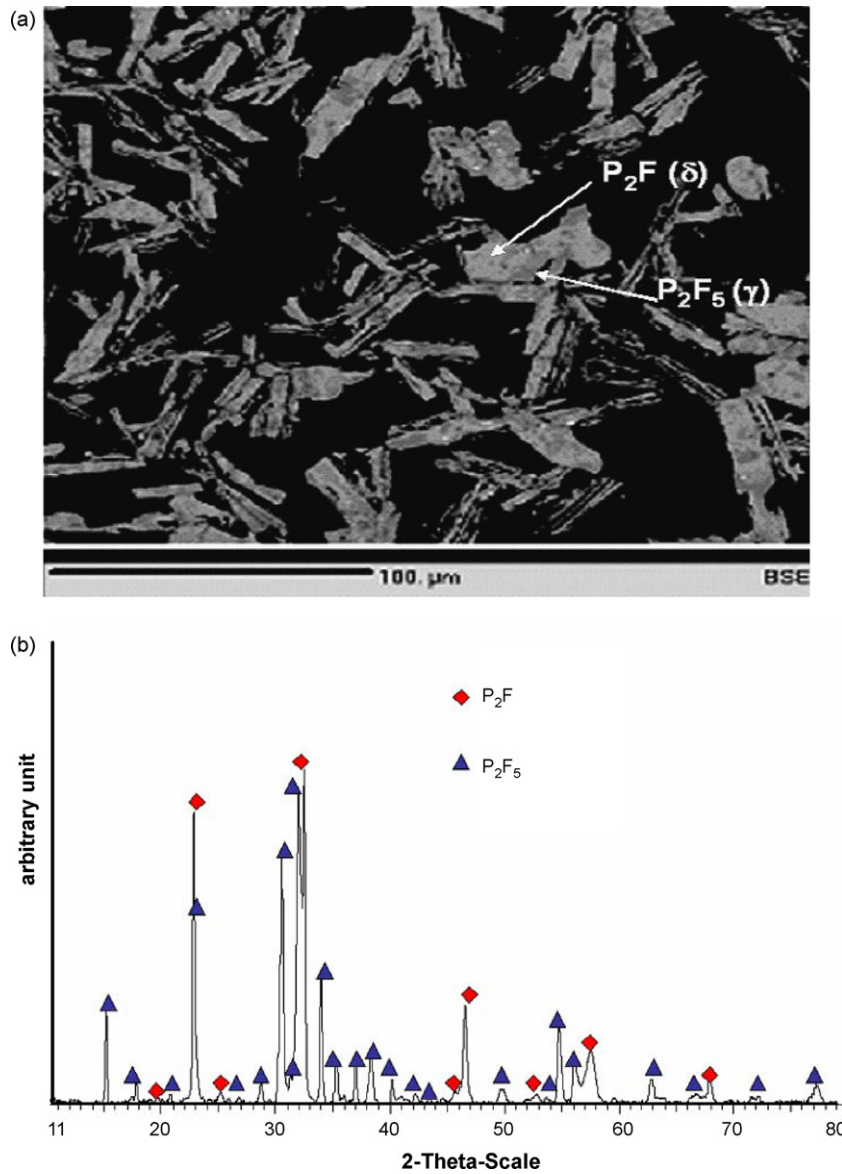 (a)
P₂F (δ)
P₂F₅ (γ)
100. µm BSE
(b)
P₂F
P₂F₅
arbitrary unit
11 20 30 40 50 60 70 80
2-Theta-Scale